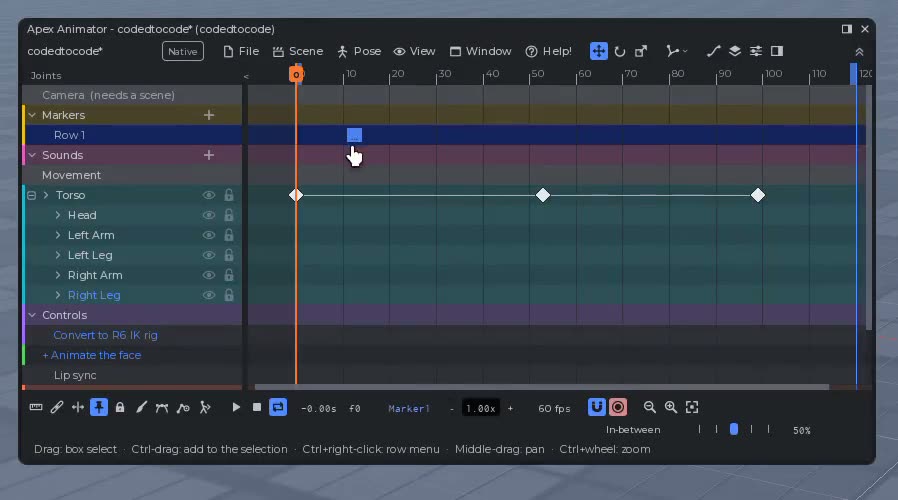 Apex Animator - codedtocode* (codedtocode)
codedtocode* Native File Scene Pose View Window Help!
Joints < 0 10 20 30 40 50 60 70 80 90 100 110 120
Camera (needs a scene)
Markers +
Row 1
Sounds +
Movement
Torso
Head
Left Arm
Left Leg
Right Arm
Right Leg
Controls
Convert to R6 IK rig
+ Animate the face
Lip sync
-0.00s f0 Marker1 - 1.00x + 60 fps
In-between 50%
Drag: box select · Ctrl-drag: add to the selection · Ctrl+right-click: row menu · Middle-drag: pan · Ctrl+wheel: zoom